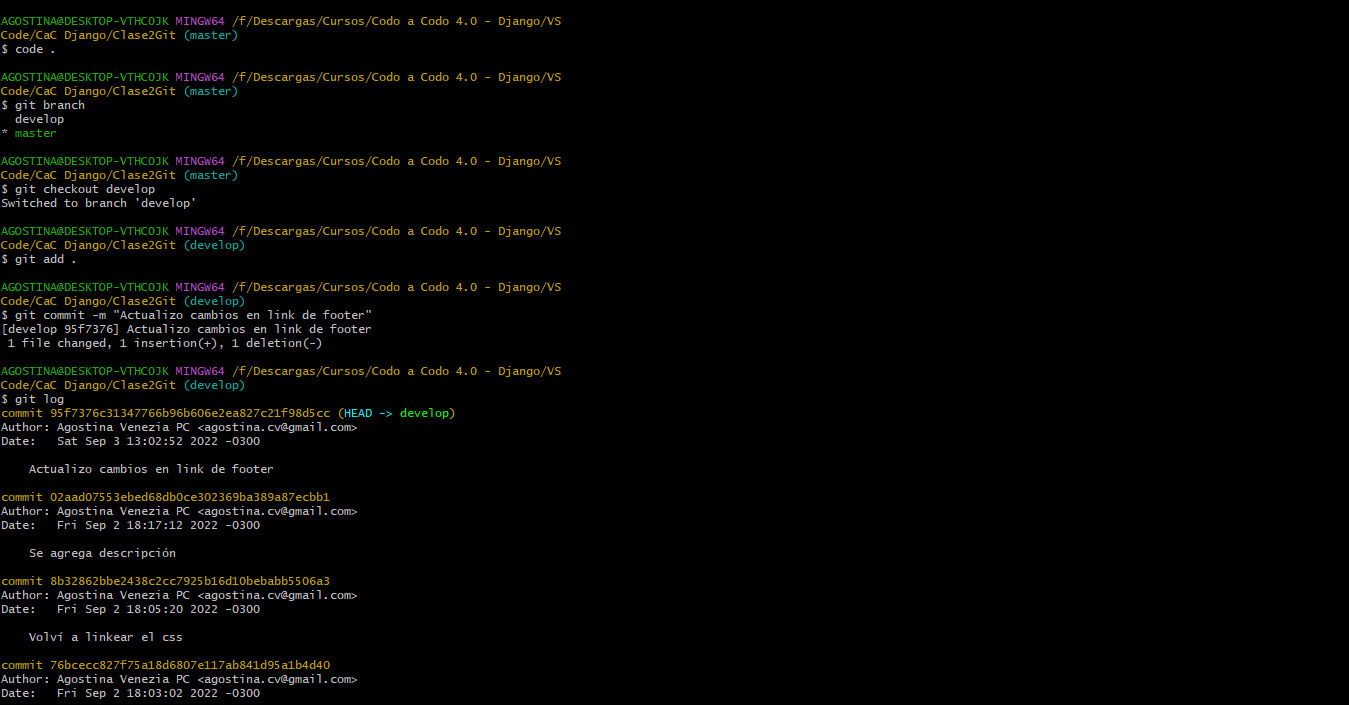 AGOSTINA@DESKTOP-VTHCOJK MINGW64 /f/Descargas/Cursos/Codo a Codo 4.0 - Django/VS
Code/CaC Django/Clase2Git (master)
$ code .
AGOSTINA@DESKTOP-VTHCOJK MINGW64 /f/Descargas/Cursos/Codo a Codo 4.0 - Django/VS
Code/CaC Django/Clase2Git (master)
$ git branch
develop
* master
AGOSTINA@DESKTOP-VTHCOJK MINGW64 /f/Descargas/Cursos/Codo a Codo 4.0 - Django/VS
Code/CaC Django/Clase2Git (master)
$ git checkout develop
Switched to branch 'develop'
AGOSTINA@DESKTOP-VTHCOJK MINGW64 /f/Descargas/Cursos/Codo a Codo 4.0 - Django/VS
Code/CaC Django/Clase2Git (develop)
$ git add .
AGOSTINA@DESKTOP-VTHCOJK MINGW64 /f/Descargas/Cursos/Codo a Codo 4.0 - Django/VS
Code/CaC Django/Clase2Git (develop)
$ git commit -m "Actualizo cambios en link de footer"
[develop 95f7376] Actualizo cambios en link de footer
1 file changed, 1 insertion(+), 1 deletion(-)
AGOSTINA@DESKTOP-VTHCOJK MINGW64 /f/Descargas/Cursos/Codo a Codo 4.0 - Django/VS
Code/CaC Django/Clase2Git (develop)
$ git log
commit 95f7376c31347766b96b606e2ea827c21f98d5cc (HEAD -> develop)
Author: Agostina Venezia PC <agostina.cv@gmail.com>
Date:   Sat Sep 3 13:02:52 2022 -0300
Actualizo cambios en link de footer
commit 02aad07553ebed68db0ce302369ba389a87ecbb1
Author: Agostina Venezia PC <agostina.cv@gmail.com>
Date:   Fri Sep 2 18:17:12 2022 -0300
Se agrega descripción
commit 8b32862bbe2438c2cc7925b16d10bebabb5506a3
Author: Agostina Venezia PC <agostina.cv@gmail.com>
Date:   Fri Sep 2 18:05:20 2022 -0300
Volví a linkear el css
commit 76bcecc827f75a18d6807e117ab841d95a1b4d40
Author: Agostina Venezia PC <agostina.cv@gmail.com>
Date:   Fri Sep 2 18:03:02 2022 -0300